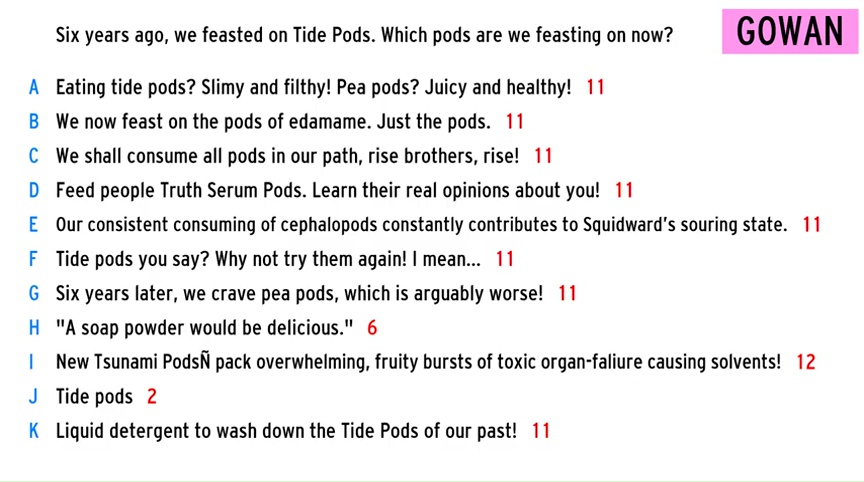 Six years ago, we feasted on Tide Pods. Which pods are we feasting on now?
GOWAN
A Eating tide pods? Slimy and filthy! Pea pods? Juicy and healthy! 11
B We now feast on the pods of edamame. Just the pods. 11
C We shall consume all pods in our path, rise brothers, rise! 11
D Feed people Truth Serum Pods. Learn their real opinions about you! 11
E Our consistent consuming of cephalopods constantly contributes to Squidward's souring state. 11
F Tide pods you say? Why not try them again! I mean... 11
G Six years later, we crave pea pods, which is arguably worse! 11
H "A soap powder would be delicious." 6
I New Tsunami PodsÑ pack overwhelming, fruity bursts of toxic organ-faliure causing solvents! 12
J Tide pods 2
K Liquid detergent to wash down the Tide Pods of our past! 11